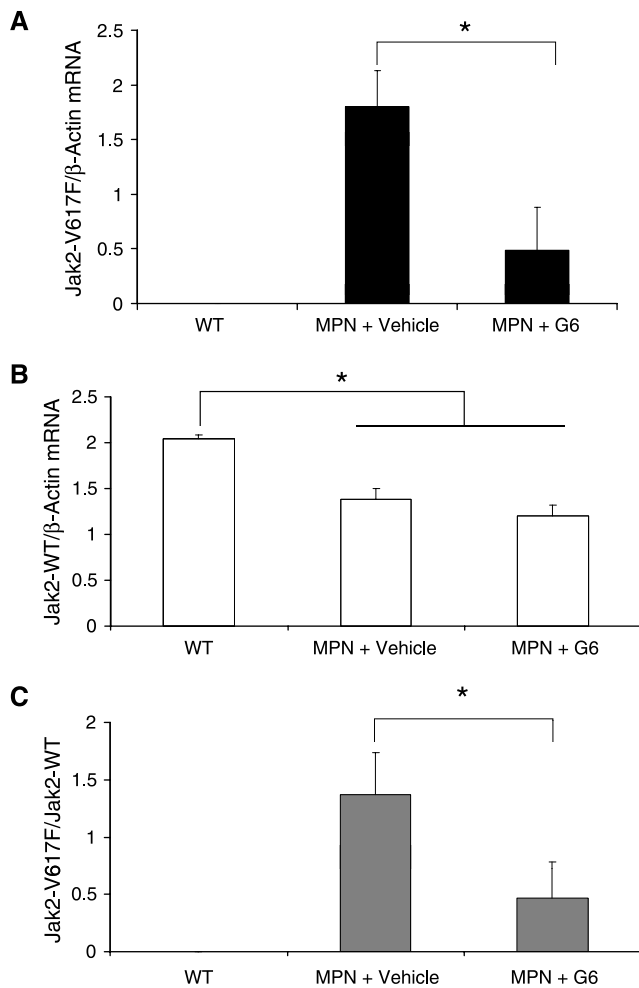 A
Jak2-V617F/β-Actin mRNA
2.5
2
1.5
1
0.5
0
*
WT MPN + Vehicle MPN + G6
B
Jak2-WT/β-Actin mRNA
2.5
2
1.5
1
0.5
0
*
WT MPN + Vehicle MPN + G6
C
Jak2-V617F/Jak2-WT
2
1.5
1
0.5
0
*
WT MPN + Vehicle MPN + G6